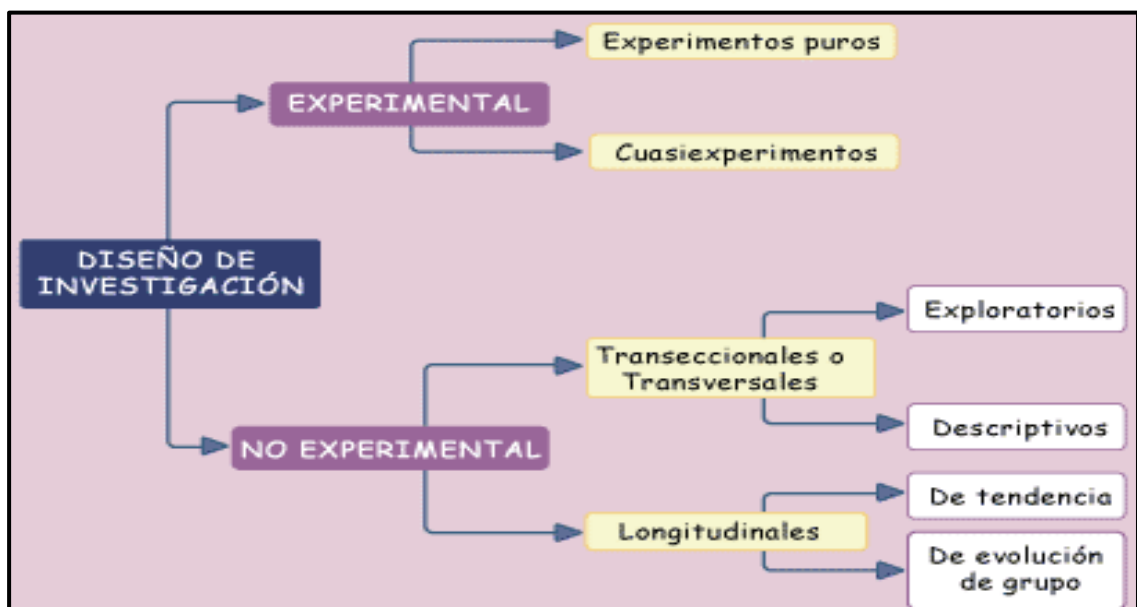 Experimentos puros
EXPERIMENTAL
Cuasiexperimentos
DISEÑO DE
INVESTIGACIÓN
Exploratorios
Transeccionales o
Transversales
Descriptivos
NO EXPERIMENTAL
De tendencia
Longitudinales
De evolución
de grupo